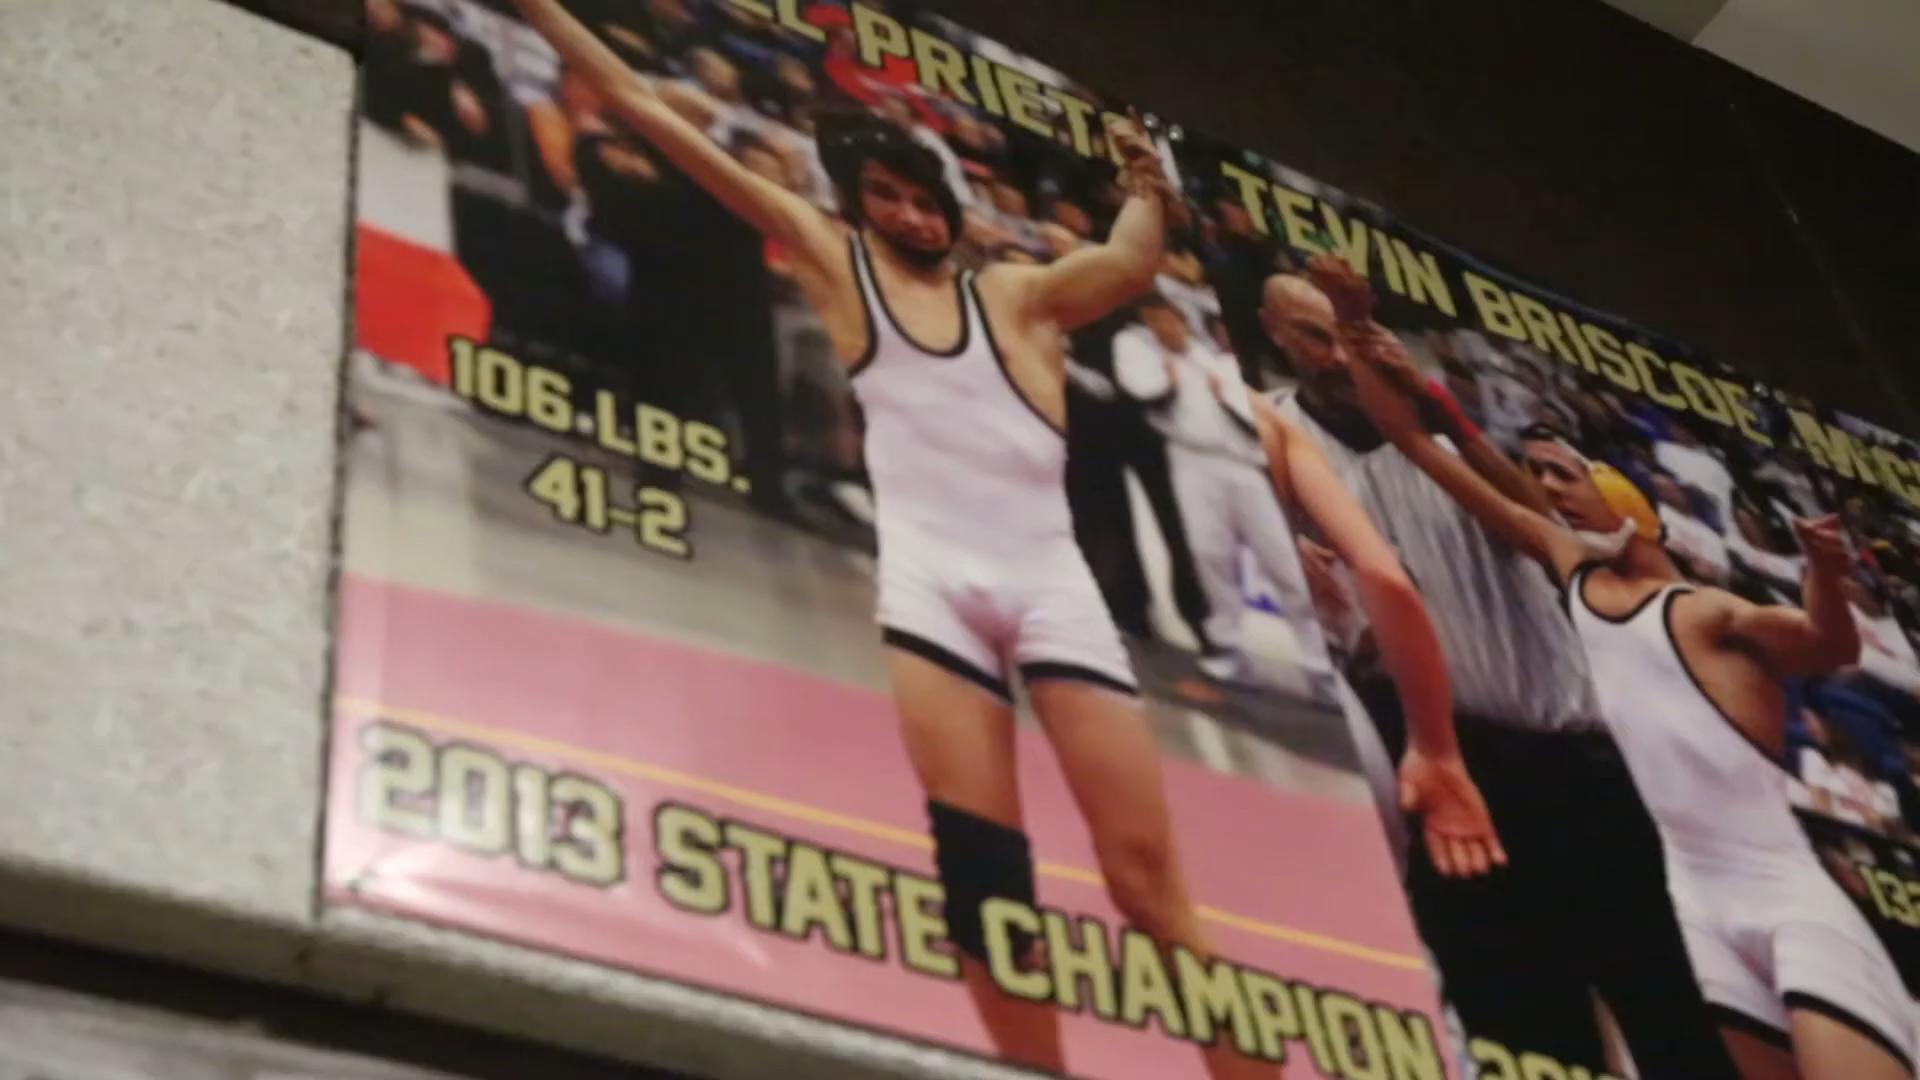 PRIETO
106 LBS.
41-2
2013 STATE CHAMPION
TEVIN BRISCOE